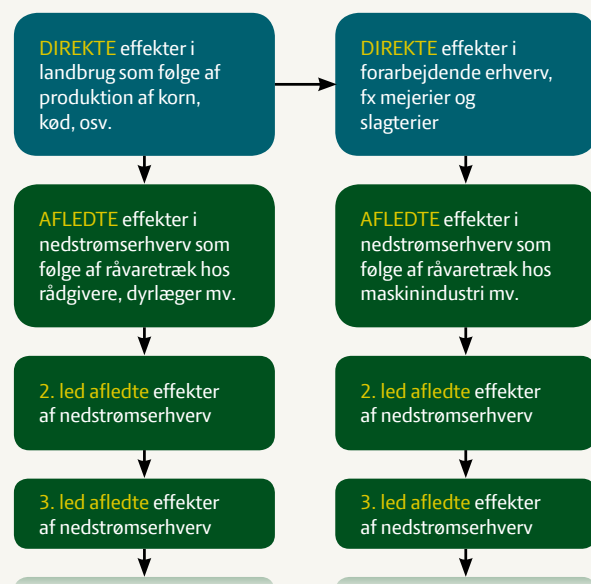 DIREKTE effekter i
landbrug som følge af
produktion af korn,
kød, osv.
DIREKTE effekter i
forarbejdende erhverv,
fx mejerier og
slagterier
AFLEDTE effekter i
nedstrømserhverv som
følge af råvaretræk hos
rådgivere, dyrlæger mv.
AFLEDTE effekter i
nedstrømserhverv som
følge af råvaretræk hos
maskinindustri mv.
2. led afledte effekter
af nedstrømserhverv
2. led afledte effekter
af nedstrømserhverv
3. led afledte effekter
af nedstrømserhverv
3. led afledte effekter
af nedstrømserhverv